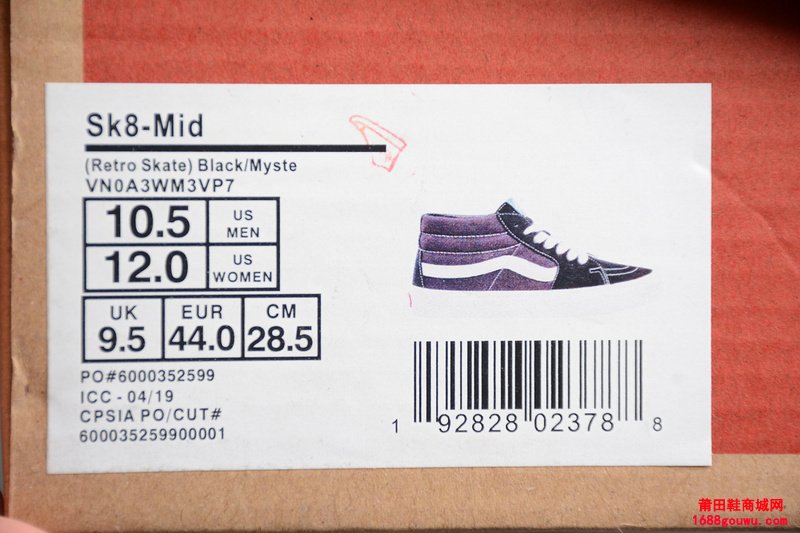 Sk8-Mid
(Retro Skate) Black/Myste
VN0A3WM3VP7
10.5 US MEN
12.0 US WOMEN
UK EUR CM
9.5 44.0 28.5
PO#6000352599
ICC - 04/19
CPSIA PO/CUT#
600035259900001
1 92828 02378 8
莆田鞋商城网
1688gouwu.com